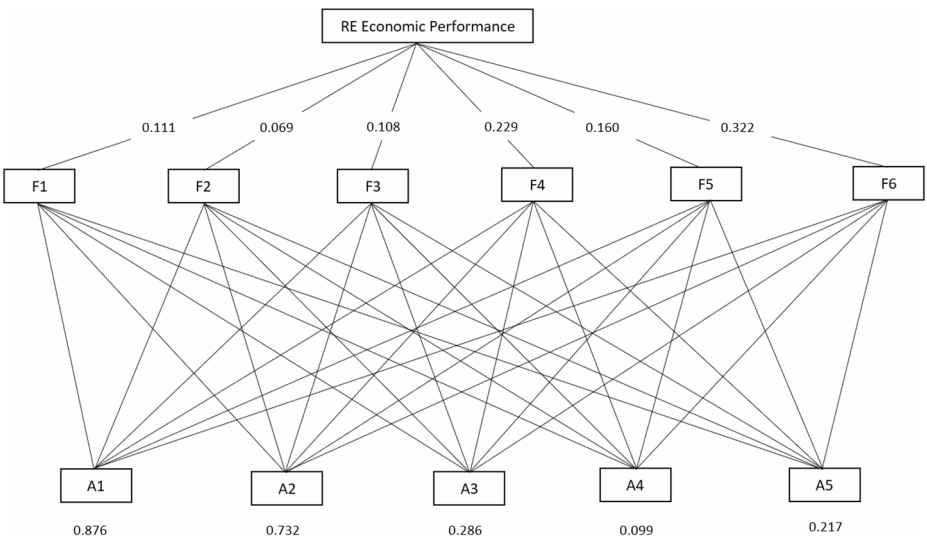 RE Economic Performance
0.111 0.069 0.108 0.229 0.160 0.322
F1 F2 F3 F4 F5 F6
A1 A2 A3 A4 A5
0.876 0.732 0.286 0.099 0.217